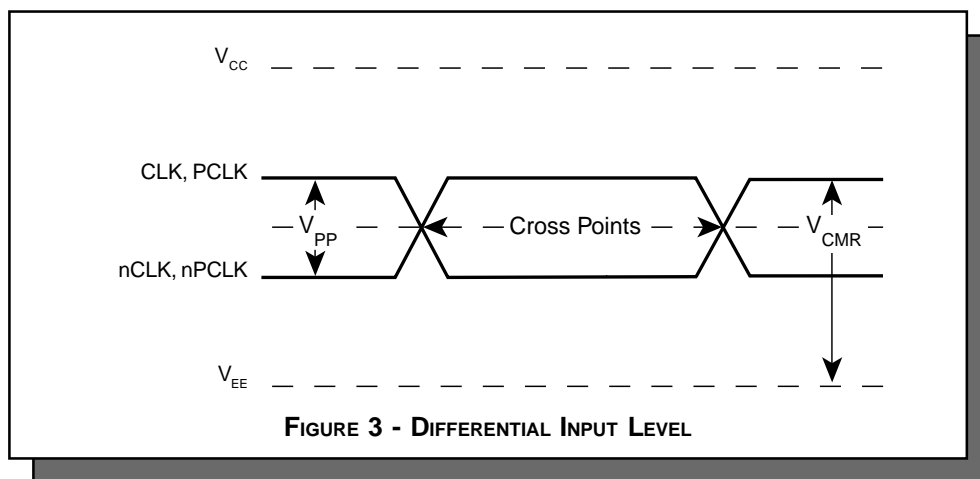 VCC
CLK, PCLK
VPP
Cross Points
VCMR
nCLK, nPCLK
VEE
FIGURE 3 - DIFFERENTIAL INPUT LEVEL